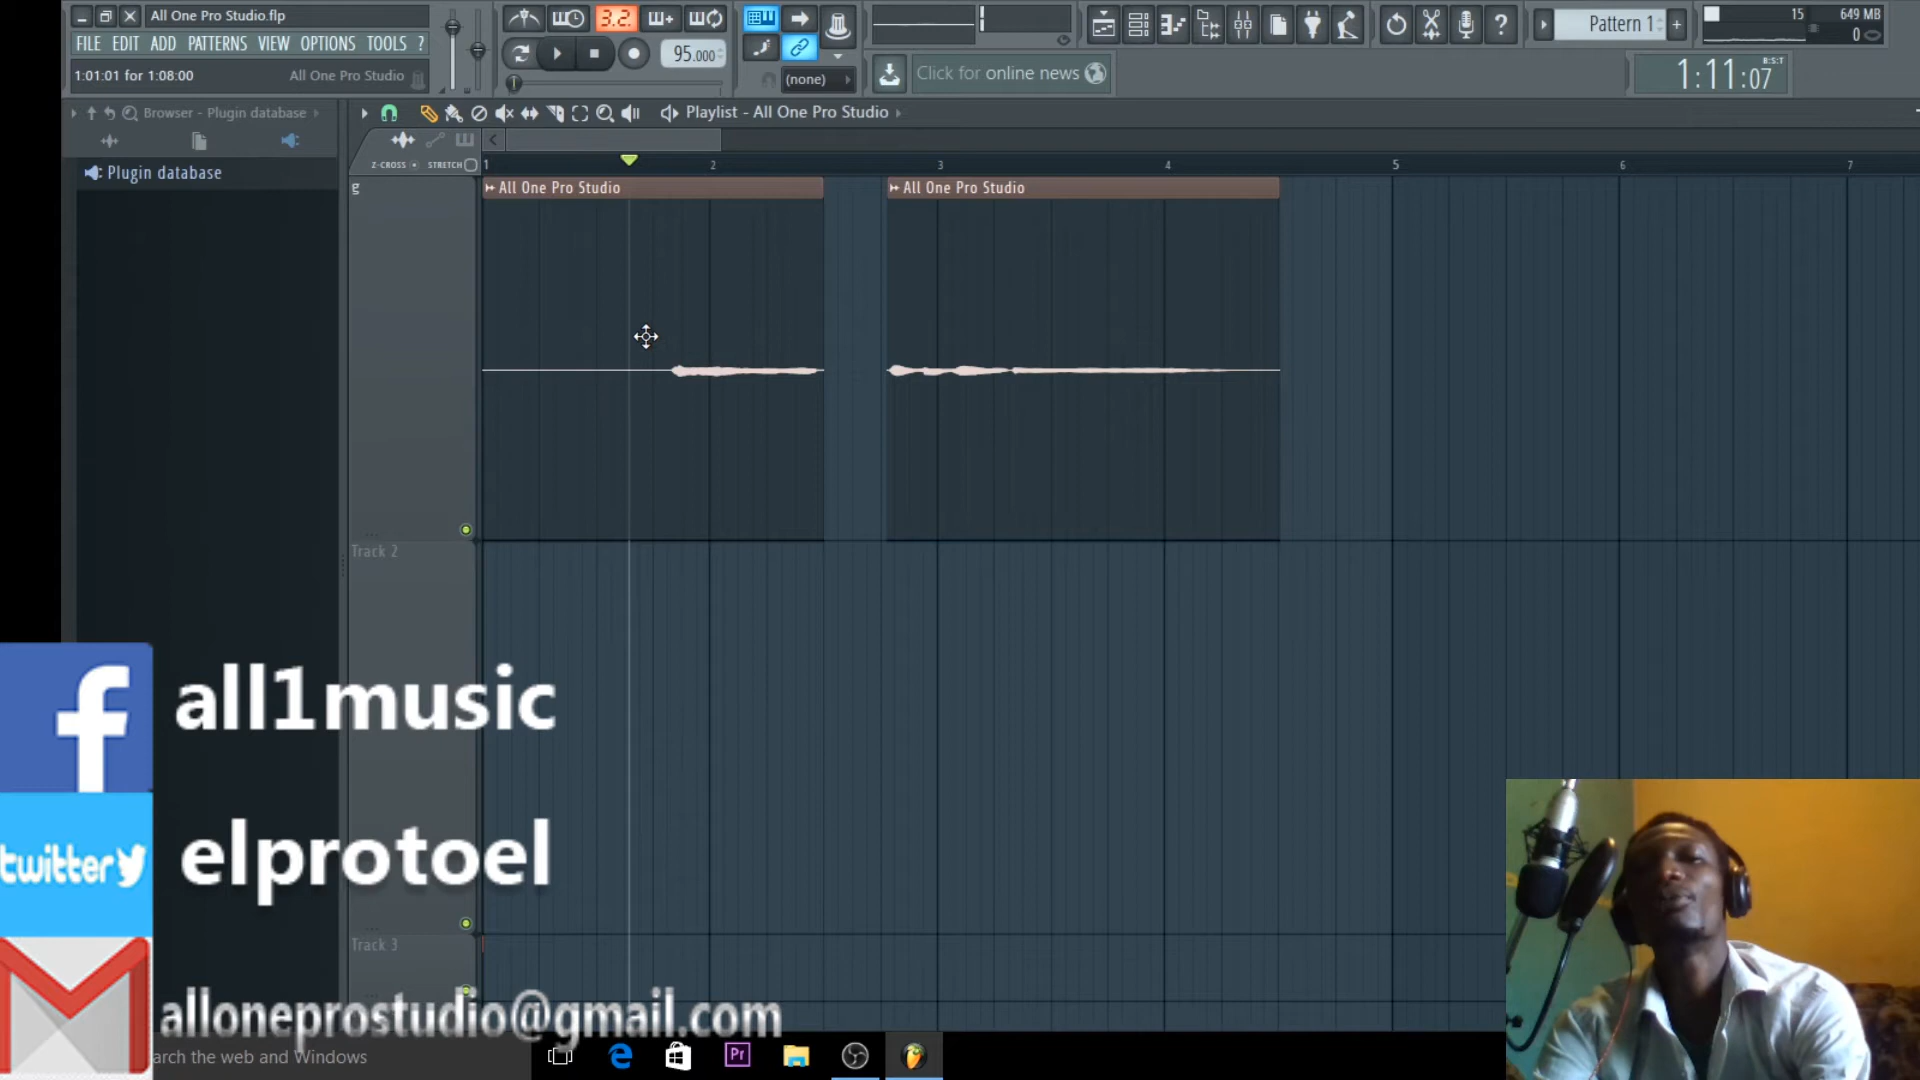 All One Pro Studio.flp
FILE EDIT ADD PATTERNS VIEW OPTIONS TOOLS ?
1:01:01 for 1:08:00 All One Pro Studio
3.2.
95.000
(none)
Click for online news
Pattern 1
15 649 MB
0
1:11:07
B:S:T
Browser - Plugin database
Plugin database
Playlist - All One Pro Studio
Z-CROSS STRETCH
1 2 3 4 5 6 7
g
All One Pro Studio
All One Pro Studio
Track 2
Track 3
all1music
twitter
elprotoel
alloneprostudio@gmail.com
arch the web and Windows
Pr